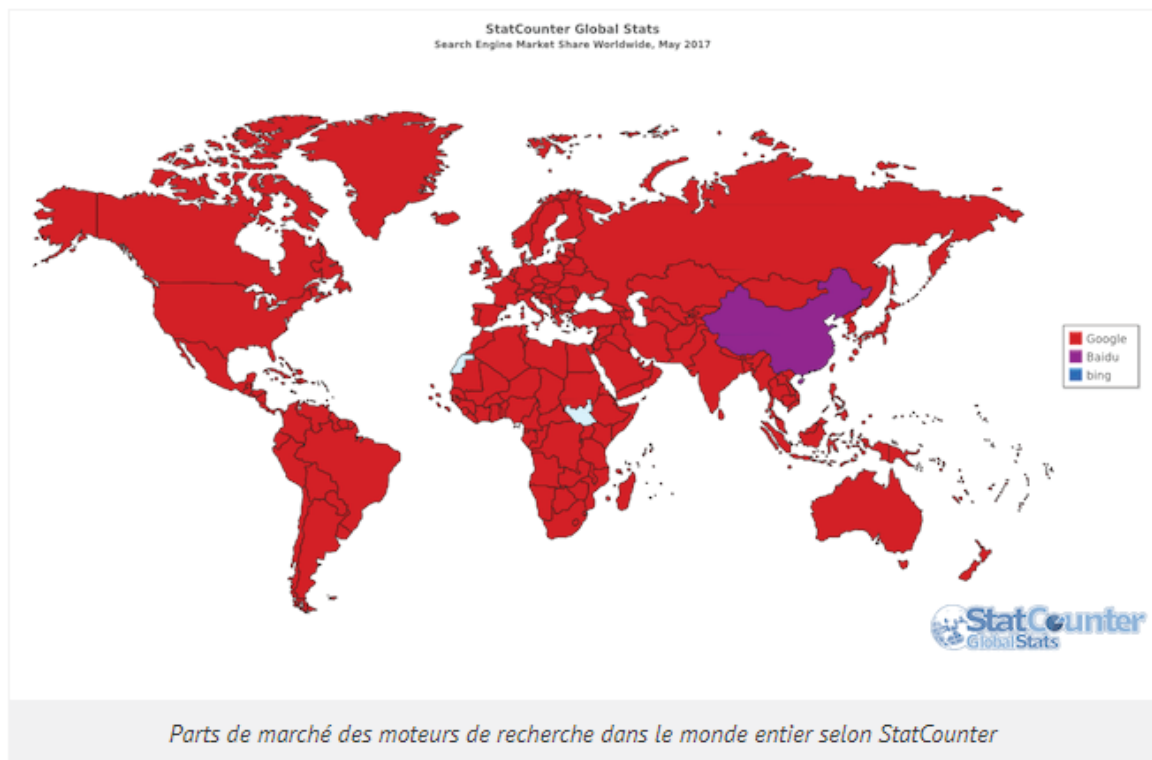 StatCounter Global Stats
Search Engine Market Share Worldwide, May 2017
Google
Baidu
bing
StatCounter
GlobalStats
Parts de marché des moteurs de recherche dans le monde entier selon StatCounter